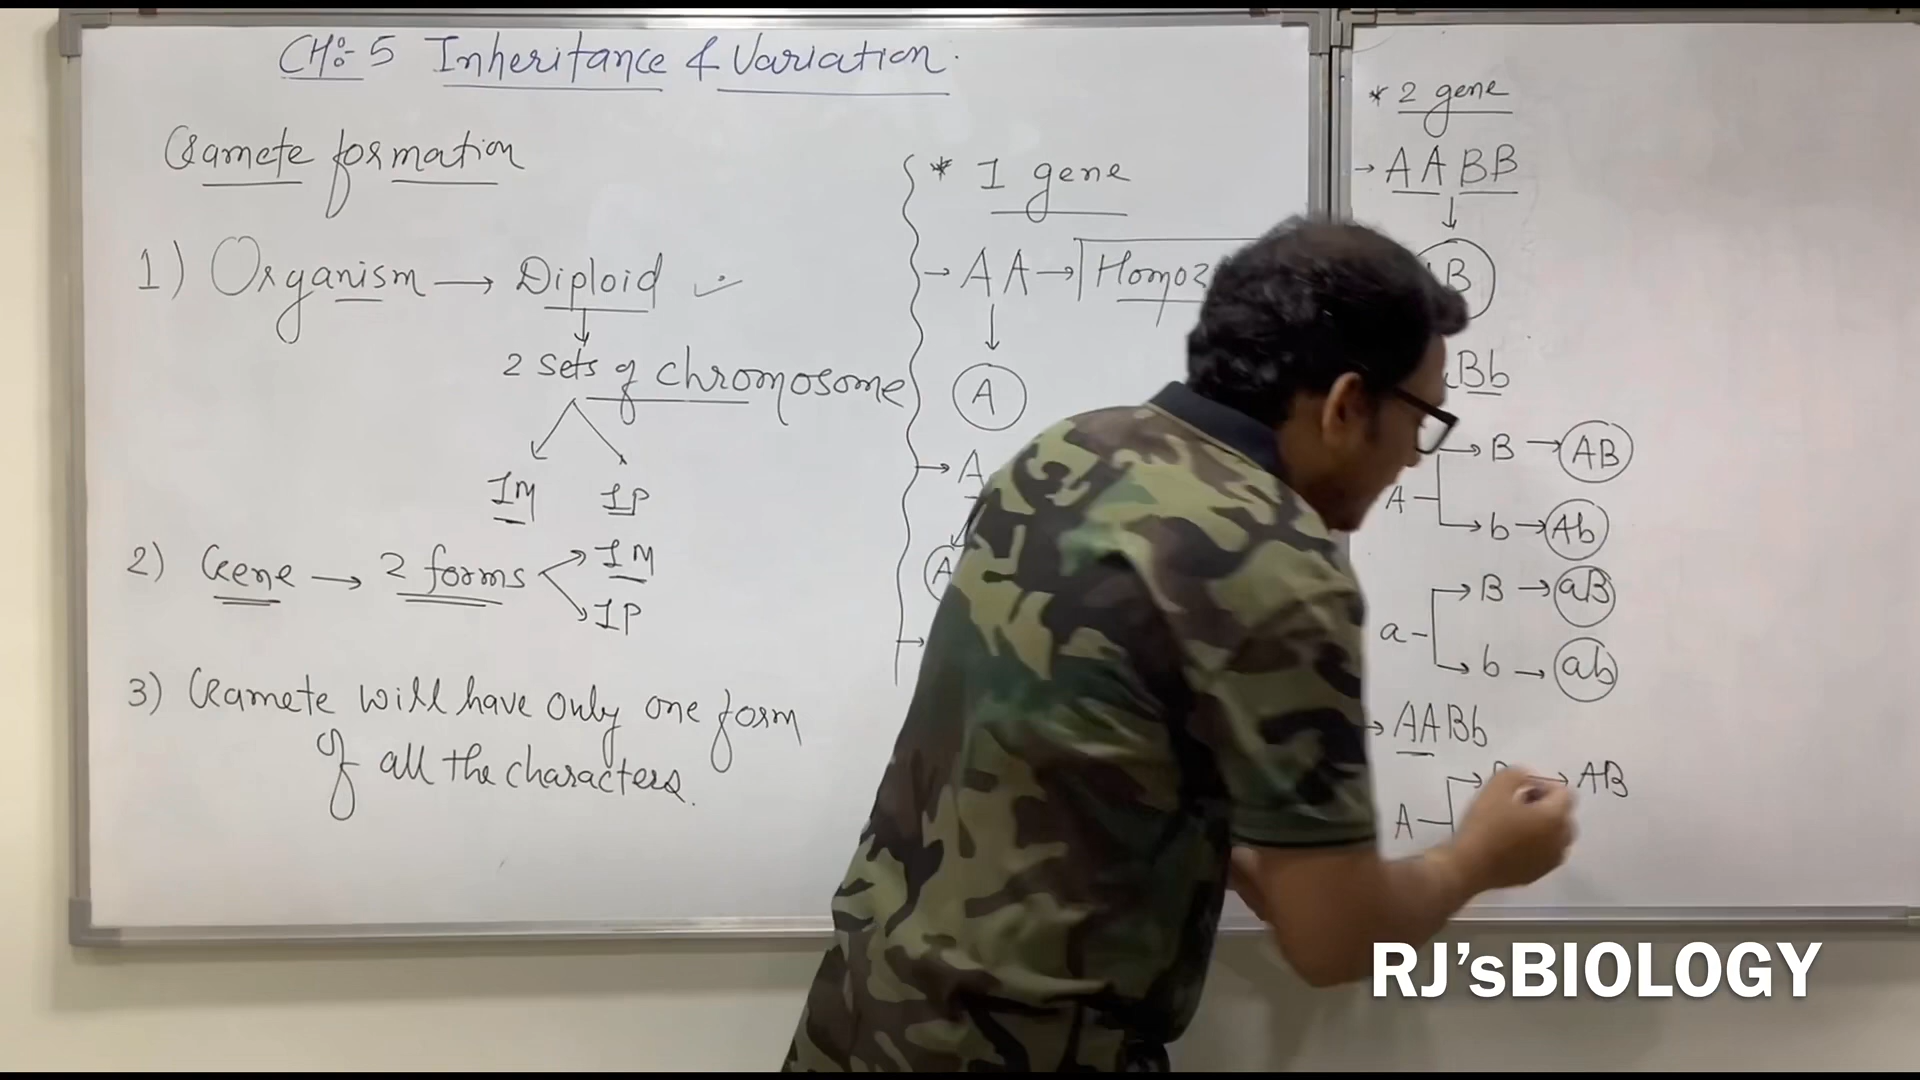 CH:- 5 Inheritance & Variation.
Gamete formation
1) Organism → Diploid ✓
2 sets of chromosome
1M 1P
2) Gene → 2 forms
1M
1P
3) Gamete will have only one form
of all the characters.
* 1 gene
→ AA → Homoz
A
→ A
A
* 2 gene
→ AABB
B
Bb
→ B → AB
A
→ b → Ab
→ B → aB
a
→ b → ab
→ AABb
→ AB
A
RJ'sBIOLOGY